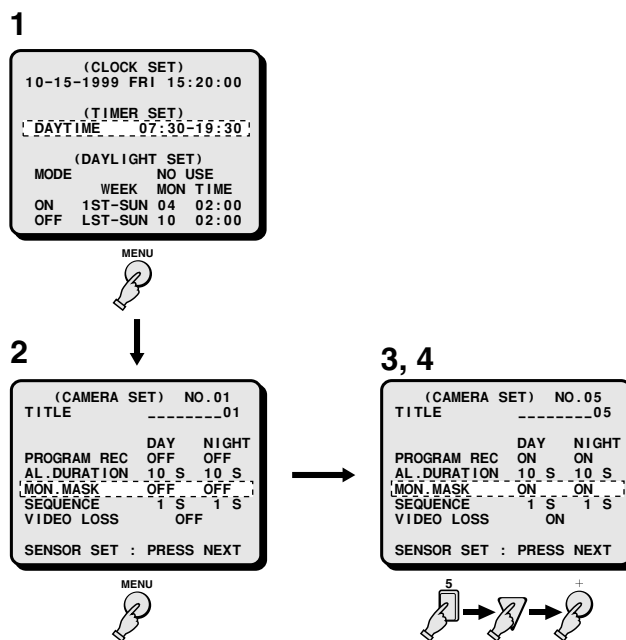 1
(CLOCK SET)
10-15-1999 FRI 15:20:00
(TIMER SET)
DAYTIME 07:30-19:30
(DAYLIGHT SET)
MODE NO USE
WEEK MON TIME
ON 1ST-SUN 04 02:00
OFF LST-SUN 10 02:00
MENU
2
(CAMERA SET) NO.01
TITLE ________01
DAY NIGHT
PROGRAM REC OFF OFF
AL.DURATION 10 S 10 S
MON.MASK OFF OFF
SEQUENCE 1 S 1 S
VIDEO LOSS OFF
SENSOR SET : PRESS NEXT
MENU
3, 4
(CAMERA SET) NO.05
TITLE ________05
DAY NIGHT
PROGRAM REC ON ON
AL.DURATION 10 S 10 S
MON.MASK ON ON
SEQUENCE 1 S 1 S
VIDEO LOSS ON
SENSOR SET : PRESS NEXT
5 +